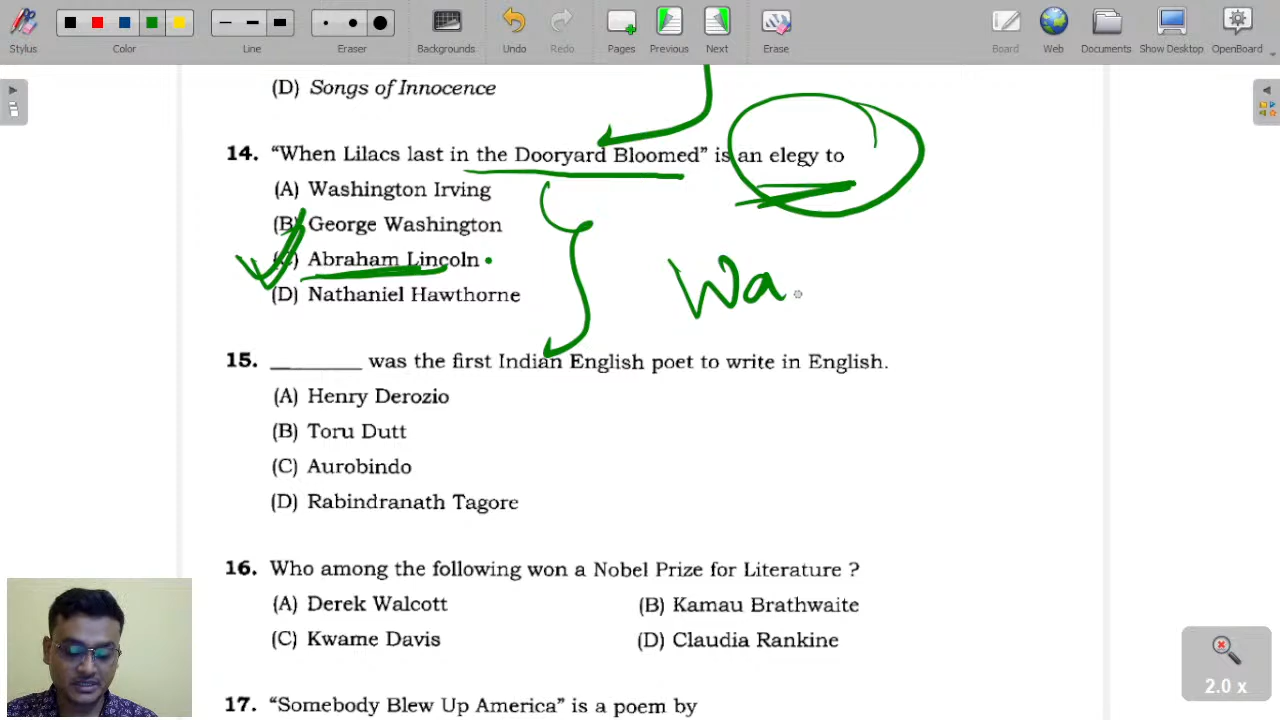 Stylus
Color
Line
Eraser
Backgrounds
Undo
Redo
Pages
Previous
Next
Erase
Board
Web
Documents
Show Desktop
OpenBoard
(D) Songs of Innocence
14. “When Lilacs last in the Dooryard Bloomed” is an elegy to
(A) Washington Irving
(B) George Washington
(C) Abraham Lincoln
(D) Nathaniel Hawthorne
Wa
15. ________ was the first Indian English poet to write in English.
(A) Henry Derozio
(B) Toru Dutt
(C) Aurobindo
(D) Rabindranath Tagore
16. Who among the following won a Nobel Prize for Literature ?
(A) Derek Walcott (B) Kamau Brathwaite
(C) Kwame Davis (D) Claudia Rankine
17. “Somebody Blew Up America” is a poem by
2.0 x